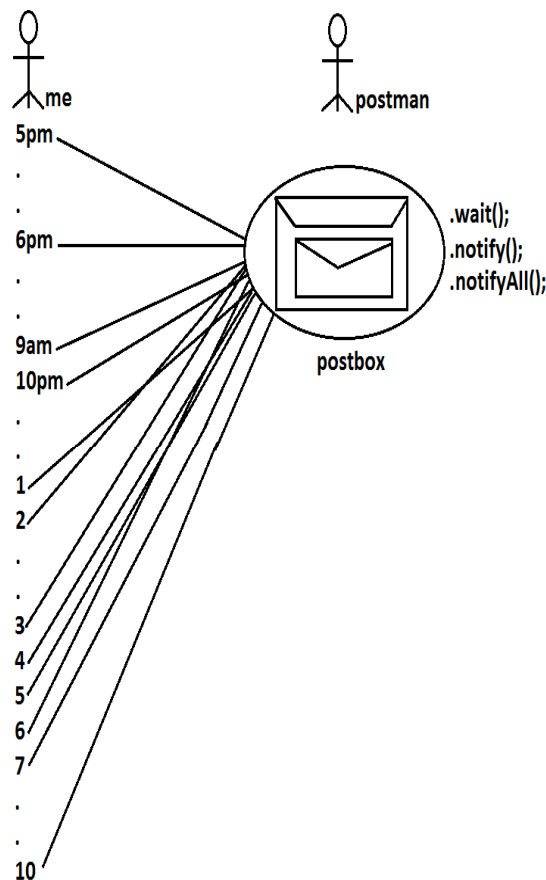 me
postman
5pm
.
.
6pm
.
.
9am
10pm
.
.
1
2
.
.
3
4
5
6
7
.
.
10
.wait();
.notify();
.notifyAll();
postbox